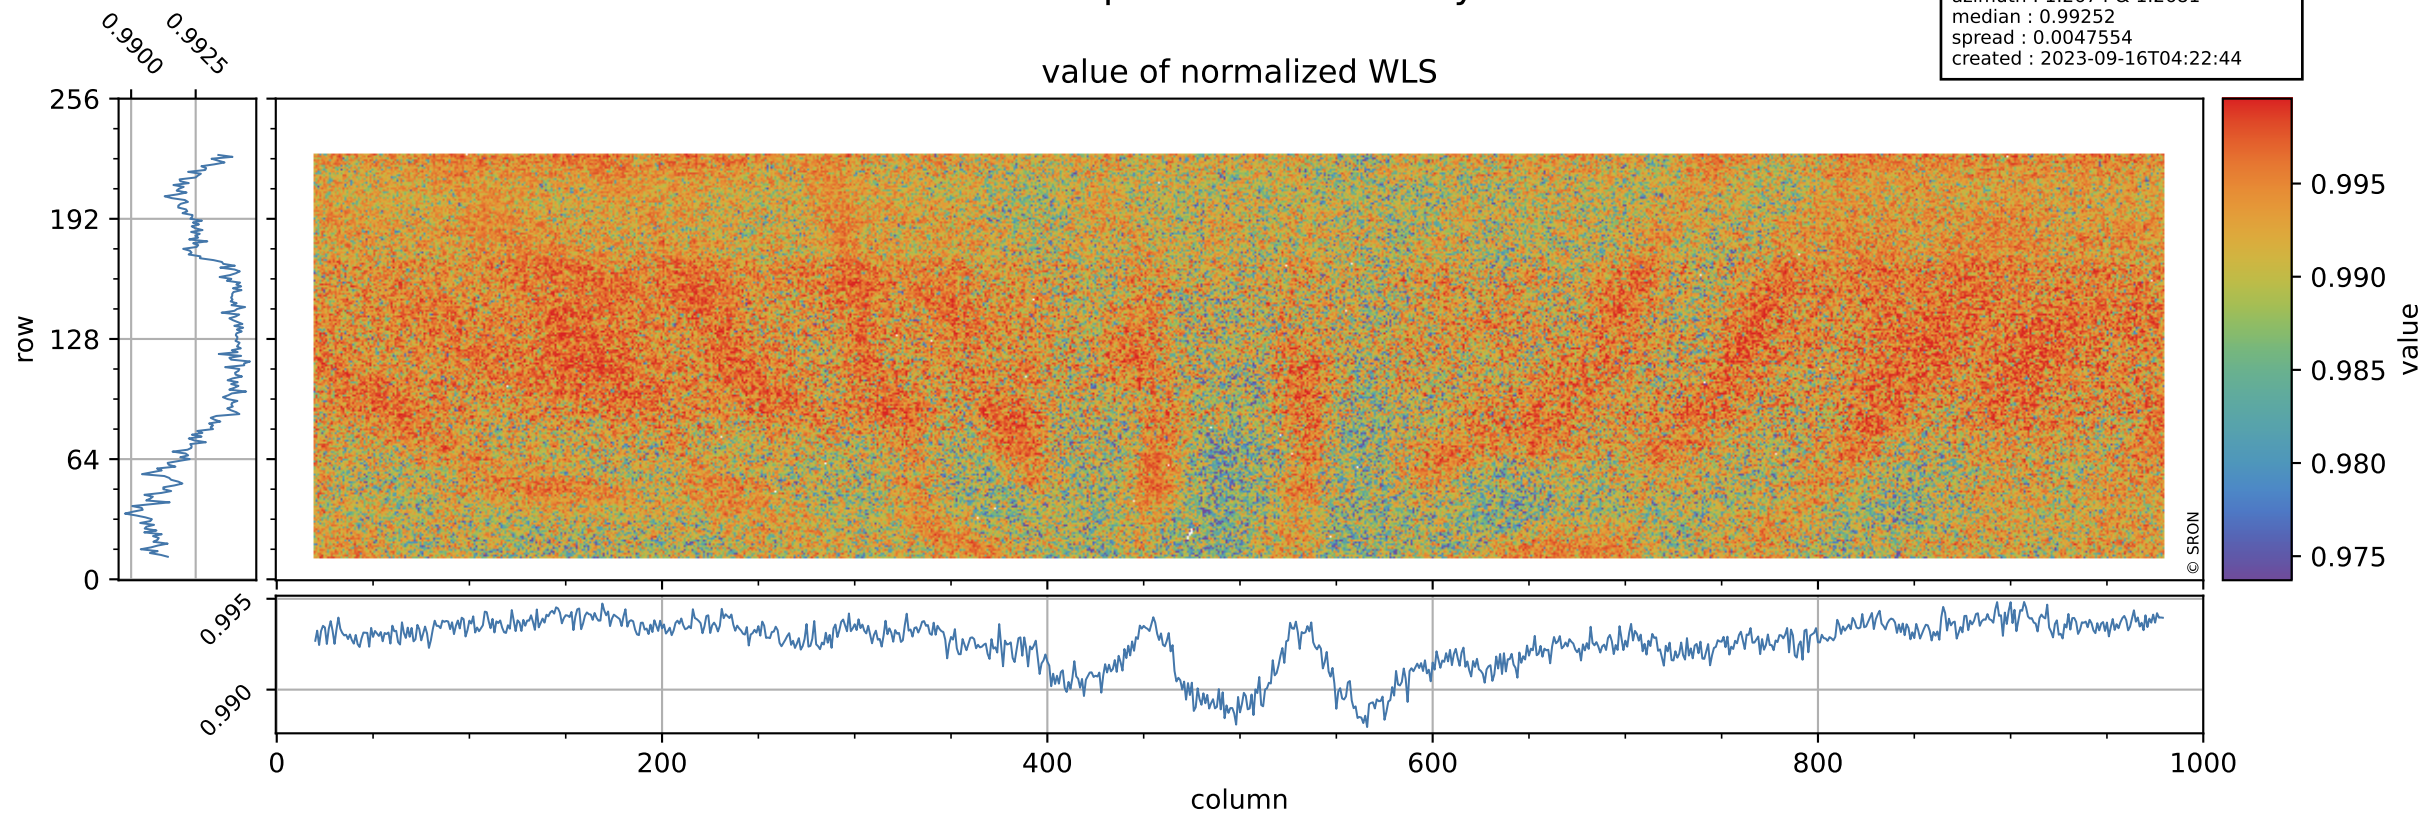 median : 0.99252
spread : 0.0047554
created : 2023-09-16T04:22:44
value of normalized WLS
0.9900
0.9925
256
192
128
64
0
row
0.995
0.990
0.985
0.980
0.975
value
© SRON
0.995
0.990
0
200
400
600
800
1000
column